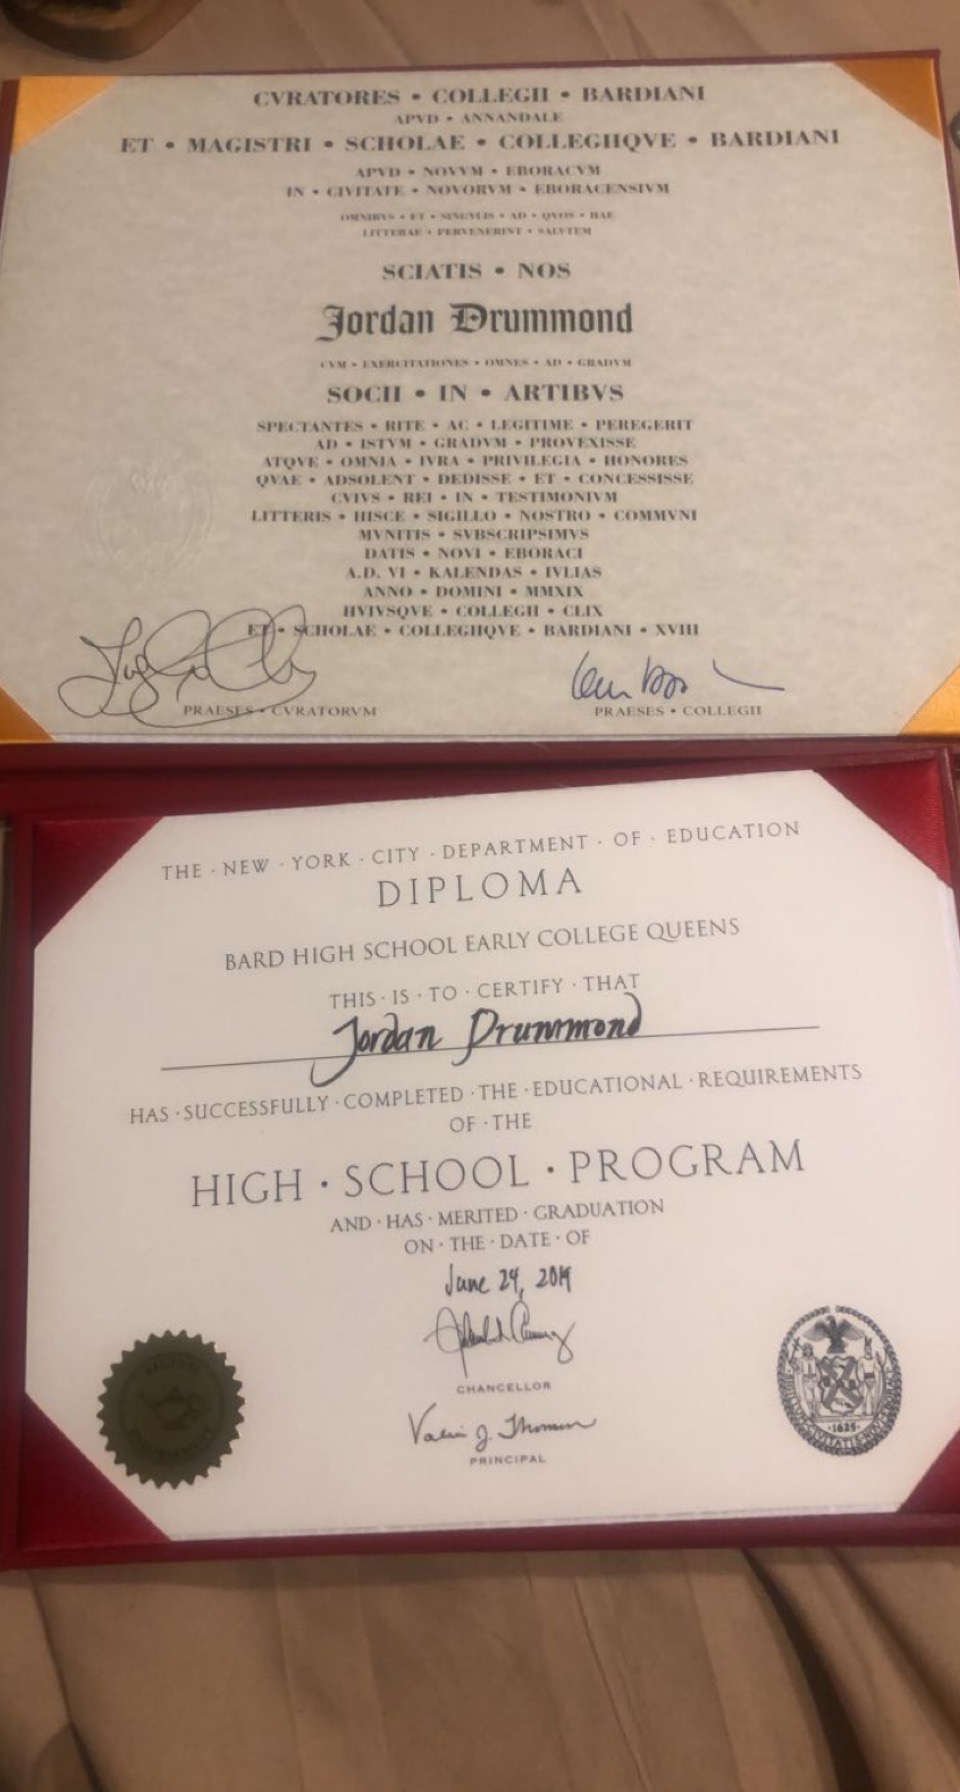 CVRATORES • COLLEGII • BARDIANI
APVD • ANNANDALE
ET • MAGISTRI • SCHOLAE • COLLEGIIQVE • BARDIANI
APVD • NOVVM • EBORACVM
IN • CIVITATE • NOVORVM • EBORACENSIVM
OMNIBVS • ET • SINGVLIS • AD • QVOS • HAE
LITTERAE • PERVENERINT • SALVTEM
SCIATIS • NOS
Jordan Drummond
CVM • EXERCITATIONES • OMNES • AD • GRADVM
SOCII • IN • ARTIBVS
SPECTANTES • RITE • AC • LEGITIME • PEREGERIT
AD • ISTVM • GRADVM • PROVEXISSE
ATQVE • OMNIA • IVRA • PRIVILEGIA • HONORES
QVAE • ADSOLENT • DEDISSE • ET • CONCESSISSE
CVIVS • REI • IN • TESTIMONIVM
LITTERIS • HISCE • SIGILLO • NOSTRO • COMMVNI
MVNITIS • SVBSCRIPSIMVS
DATIS • NOVI • EBORACI
A.D. VI • KALENDAS • IVLIAS
ANNO • DOMINI • MMXIX
HVIVSQVE • COLLEGII • CLIX
ET • SCHOLAE • COLLEGIIQVE • BARDIANI • XVIII
PRAESES • CVRATORVM
PRAESES • COLLEGII
THE · NEW · YORK · CITY · DEPARTMENT · OF · EDUCATION
DIPLOMA
BARD HIGH SCHOOL EARLY COLLEGE QUEENS
THIS · IS · TO · CERTIFY · THAT
Jordan Drummond
HAS · SUCCESSFULLY · COMPLETED · THE · EDUCATIONAL · REQUIREMENTS
OF · THE
HIGH · SCHOOL · PROGRAM
AND · HAS · MERITED · GRADUATION
ON · THE · DATE · OF
June 24, 2019
CHANCELLOR
Valerie J. Thomson
PRINCIPAL
·1625·